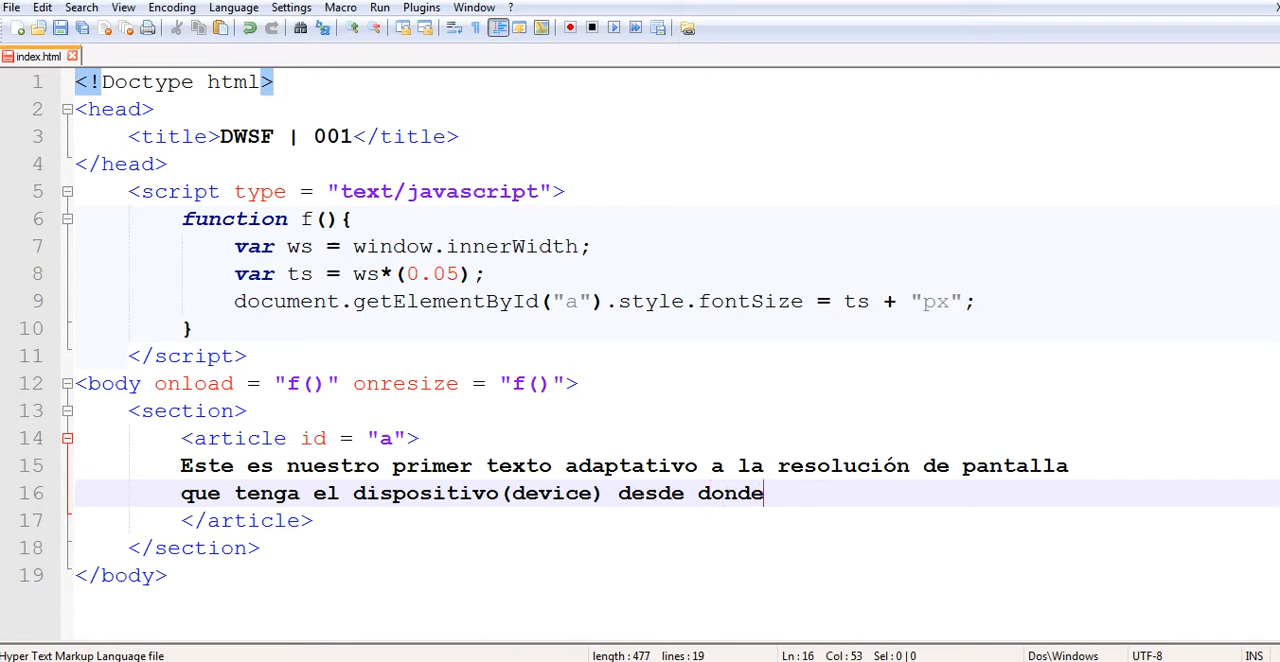 File Edit Search View Encoding Language Settings Macro Run Plugins Window ?
index.html
1 <!Doctype html>
2 <head>
3 <title>DWSF | 001</title>
4 </head>
5 <script type = "text/javascript">
6 function f(){
7 var ws = window.innerWidth;
8 var ts = ws*(0.05);
9 document.getElementById("a").style.fontSize = ts + "px";
10 }
11 </script>
12 <body onload = "f()" onresize = "f()">
13 <section>
14 <article id = "a">
15 Este es nuestro primer texto adaptativo a la resolución de pantalla
16 que tenga el dispositivo(device) desde donde
17 </article>
18 </section>
19 </body>
Hyper Text Markup Language file length : 477 lines : 19 Ln : 16 Col : 53 Sel : 0 | 0 Dos\Windows UTF-8 INS